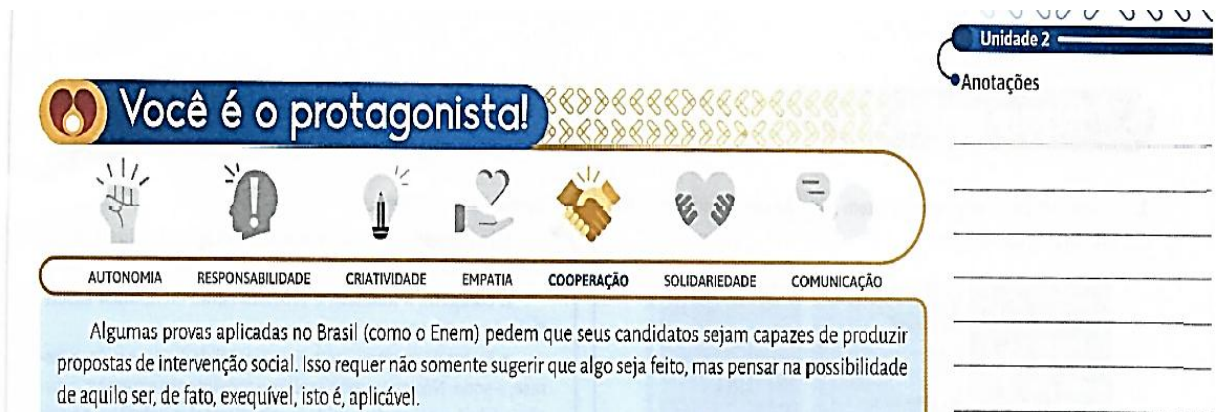 Unidade 2
Anotações
Você é o protagonista!
AUTONOMIA RESPONSABILIDADE CRIATIVIDADE EMPATIA COOPERAÇÃO SOLIDARIEDADE COMUNICAÇÃO
Algumas provas aplicadas no Brasil (como o Enem) pedem que seus candidatos sejam capazes de produzir
propostas de intervenção social. Isso requer não somente sugerir que algo seja feito, mas pensar na possibilidade
de aquilo ser, de fato, exequível, isto é, aplicável.